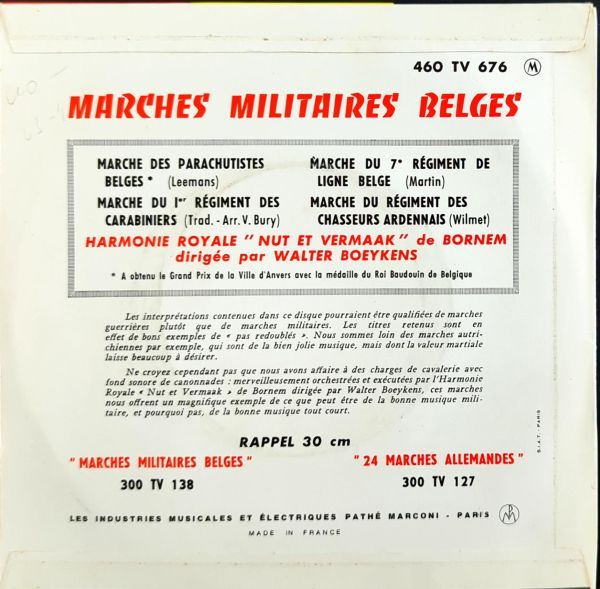 460 TV 676 M
MARCHES MILITAIRES BELGES
MARCHE DES PARACHUTISTES
BELGES * (Leemans)
MARCHE DU 1er RÉGIMENT DES
CARABINIERS (Trad. - Arr. V. Bury)
MARCHE DU 7e RÉGIMENT DE
LIGNE BELGE (Martin)
MARCHE DU RÉGIMENT DES
CHASSEURS ARDENNAIS (Wilmet)
HARMONIE ROYALE " NUT ET VERMAAK " de BORNEM
dirigée par WALTER BOEYKENS
* A obtenu le Grand Prix de la Ville d'Anvers avec la médaille du Roi Baudouin de Belgique
Les interprétations contenues dans ce disque pourraient être qualifiées de marches
guerrières plutôt que de marches militaires. Les titres retenus sont en
effet de bons exemples de « pas redoublés ». Nous sommes loin des marches autri-
chiennes par exemple, qui sont de la bien jolie musique, mais dont la valeur martiale
laisse beaucoup à désirer.
Ne croyez cependant pas que nous avons affaire à des charges de cavalerie avec
fond sonore de canonnades : merveilleusement orchestrées et exécutées par l'Harmonie
Royale « Nut et Vermaak » de Bornem dirigée par Walter Boeykens, ces marches
nous offrent un magnifique exemple de ce que peut être de la bonne musique mili-
taire, et pourquoi pas, de la bonne musique tout court.
RAPPEL 30 cm
" MARCHES MILITAIRES BELGES "
300 TV 138
" 24 MARCHES ALLEMANDES "
300 TV 127
LES INDUSTRIES MUSICALES ET ÉLECTRIQUES PATHÉ MARCONI - PARIS
MADE IN FRANCE
S.I.A.T. - PARIS